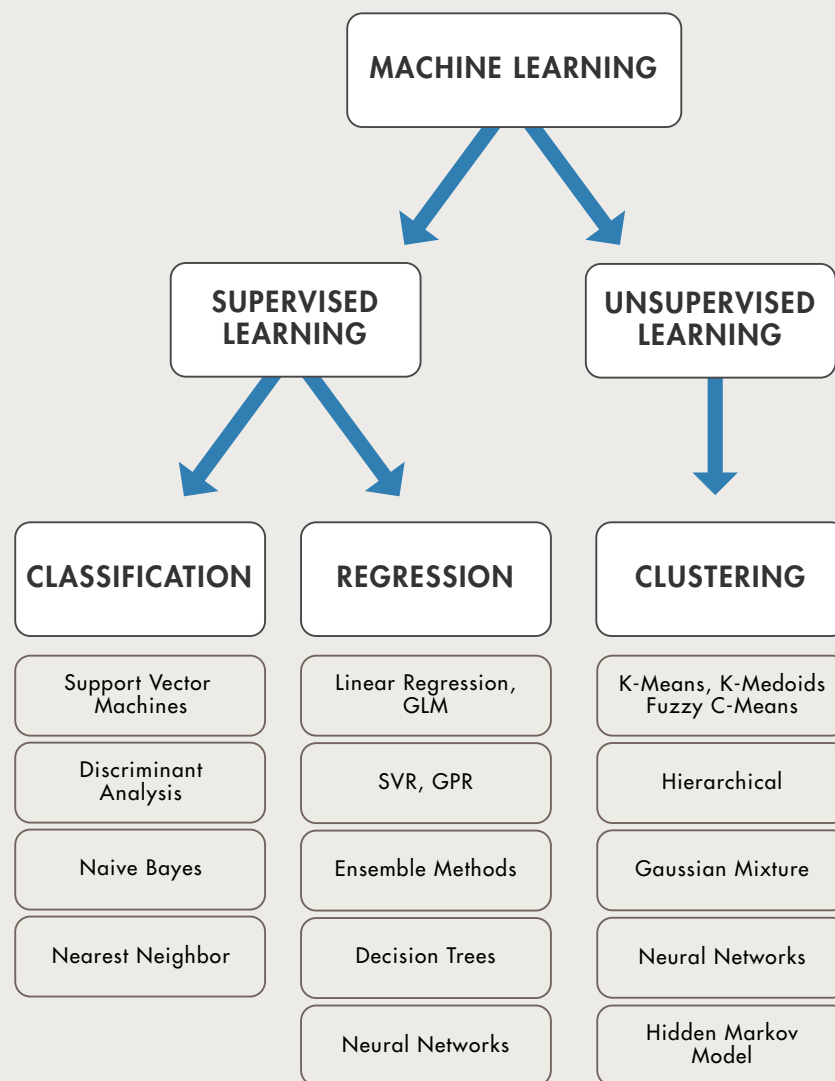 MACHINE LEARNING
SUPERVISED
LEARNING
UNSUPERVISED
LEARNING
CLASSIFICATION
REGRESSION
CLUSTERING
Support Vector
Machines
Discriminant
Analysis
Naive Bayes
Nearest Neighbor
Linear Regression,
GLM
SVR, GPR
Ensemble Methods
Decision Trees
Neural Networks
K-Means, K-Medoids
Fuzzy C-Means
Hierarchical
Gaussian Mixture
Neural Networks
Hidden Markov
Model